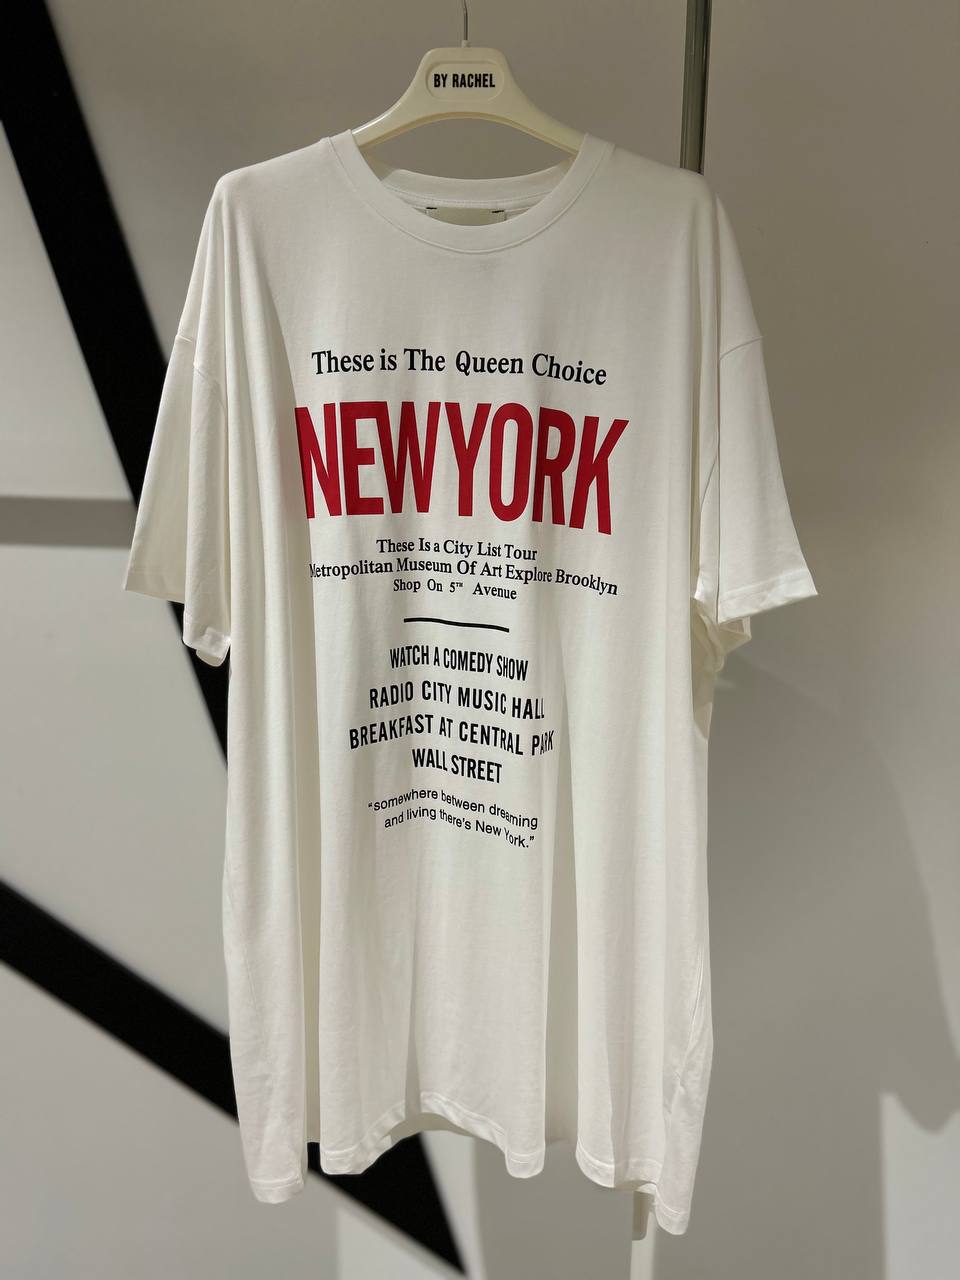 BY RACHEL
These is The Queen Choice
NEW YORK
These Is a City List Tour
Metropolitan Museum Of Art Explore Brooklyn
Shop On 5TH Avenue
WATCH A COMEDY SHOW
RADIO CITY MUSIC HALL
BREAKFAST AT CENTRAL PARK
WALL STREET
“somewhere between dreaming
and living there's New York.”